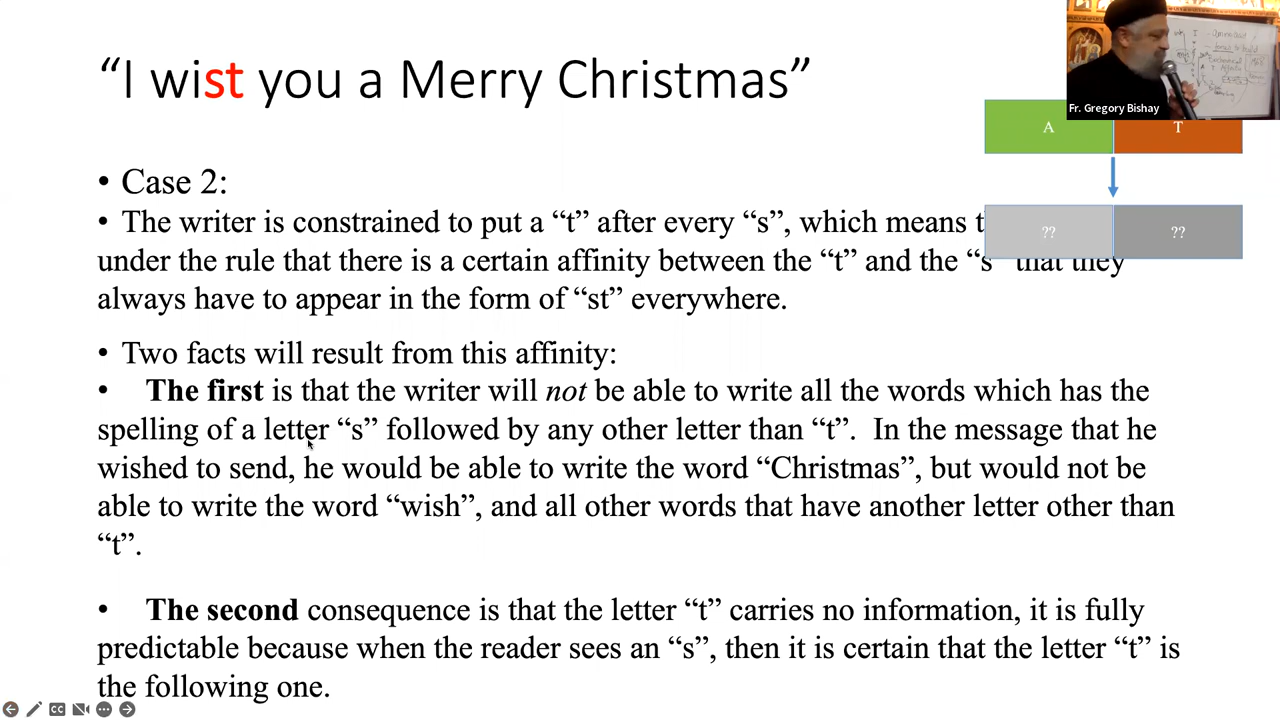 “I wist you a Merry Christmas”
Fr. Gregory Bishay
A T
• Case 2:
• The writer is constrained to put a “t” after every “s”, which means t
?? ??
under the rule that there is a certain affinity between the “t” and the “s” that they
always have to appear in the form of “st” everywhere.
• Two facts will result from this affinity:
• The first is that the writer will not be able to write all the words which has the
spelling of a letter “s” followed by any other letter than “t”. In the message that he
wished to send, he would be able to write the word “Christmas”, but would not be
able to write the word “wish”, and all other words that have another letter other than
“t”.
• The second consequence is that the letter “t” carries no information, it is fully
predictable because when the reader sees an “s”, then it is certain that the letter “t” is
the following one.
CC